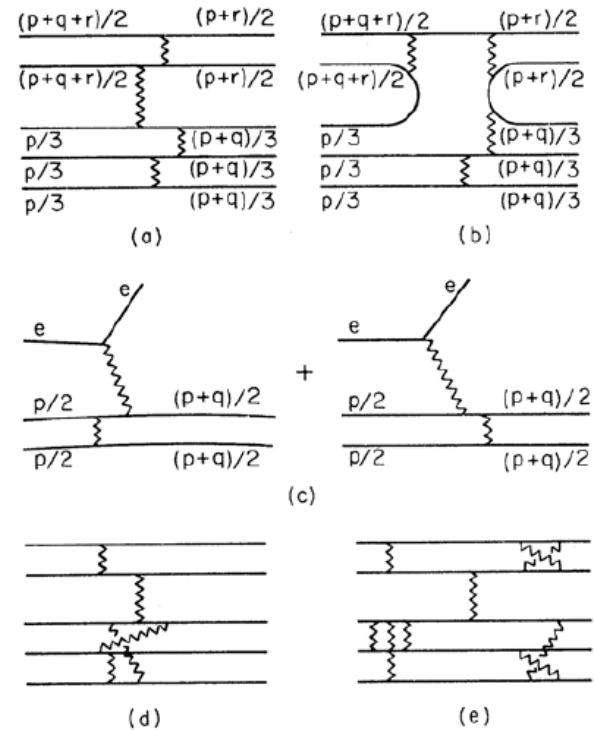 (p+q+r)/2 (p+r)/2 (p+q+r)/2 (p+r)/2
(p+q+r)/2 (p+r)/2 (p+q+r)/2 (p+r)/2
p/3 (p+q)/3 p/3 (p+q)/3
p/3 (p+q)/3 p/3 (p+q)/3
p/3 (p+q)/3 p/3 (p+q)/3
(a) (b)
e e
e e
+
p/2 (p+q)/2 p/2 (p+q)/2
p/2 (p+q)/2 p/2 (p+q)/2
(c)
(d) (e)